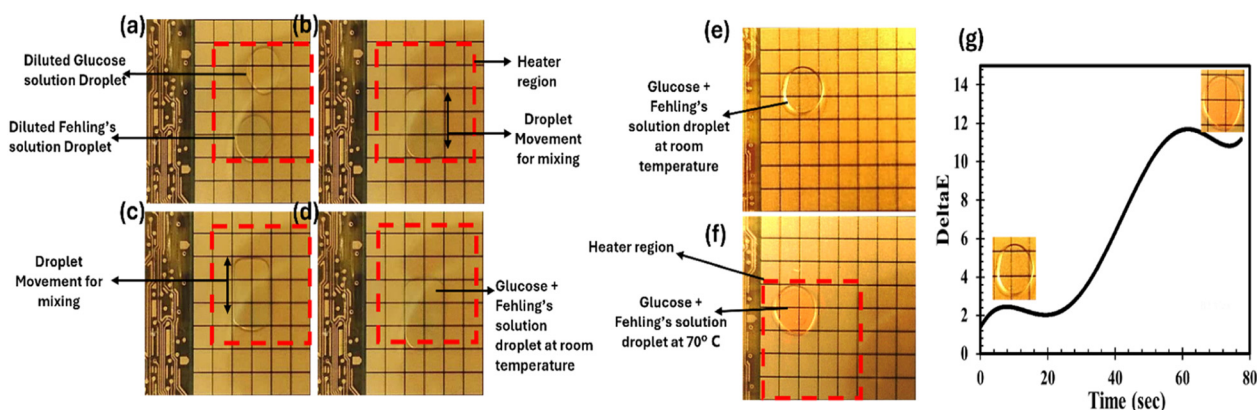 (a)
Diluted Glucose
solution Droplet
Diluted Fehling's
solution Droplet
(b)
Heater
region
Droplet
Movement
for mixing
(c)
Droplet
Movement for
mixing
(d)
Glucose +
Fehling's
solution
droplet at room
temperature
(e)
Glucose +
Fehling's
solution droplet
at room
temperature
(f)
Heater region
Glucose +
Fehling's solution
droplet at 70° C
(g)
DeltaE
14
12
10
8
6
4
2
0
0 20 40 60 80
Time (sec)